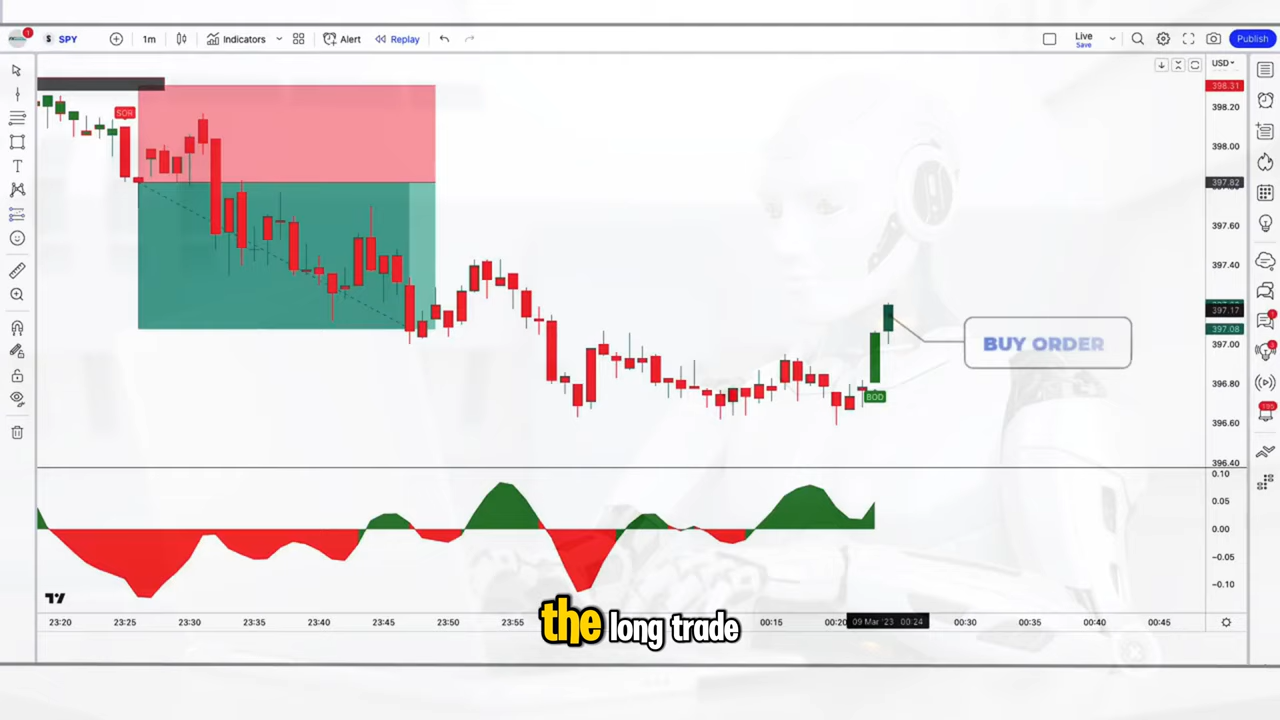 SPY
1m
Indicators
Alert
Replay
Live
Save
Publish
USD
398.31
398.20
398.00
397.82
397.60
397.40
397.17
397.08
397.00
396.80
396.60
396.40
SOR
BOD
BUY ORDER
0.10
0.05
0.00
−0.05
−0.10
23:20
23:25
23:30
23:35
23:40
23:45
23:50
23:55
00:15
00:20
09 Mar '23 00:24
00:30
00:35
00:40
00:45
the long trade